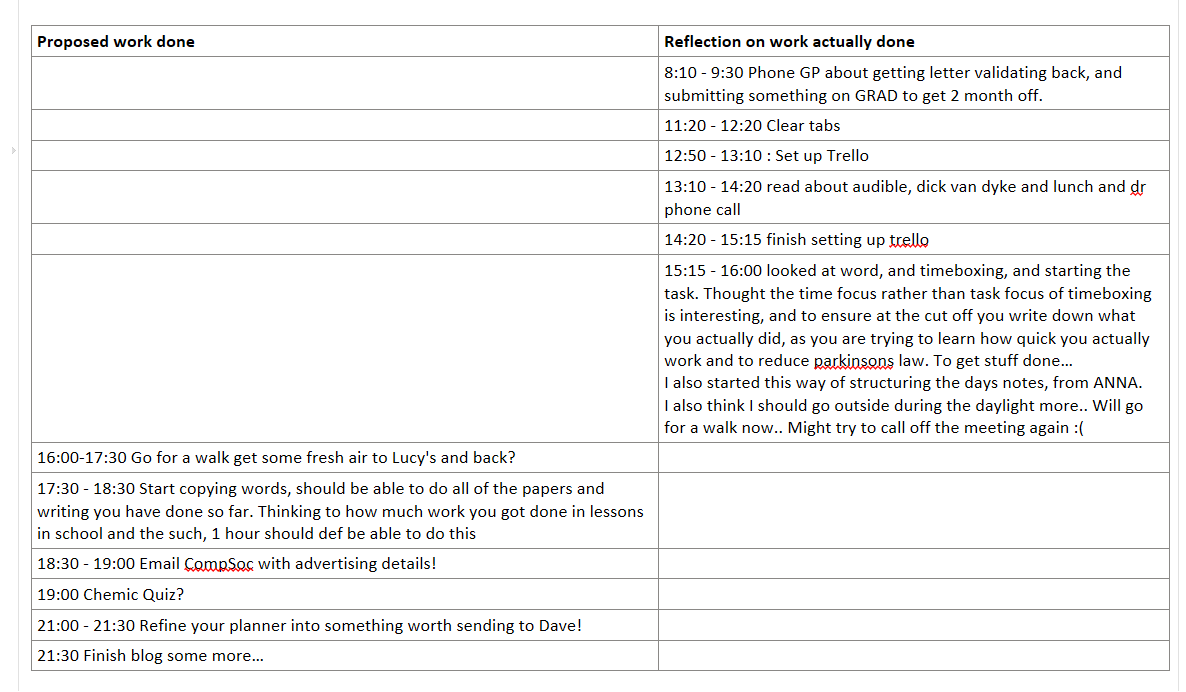 Proposed work done
Reflection on work actually done
8:10 - 9:30 Phone GP about getting letter validating back, and
submitting something on GRAD to get 2 month off.
11:20 - 12:20 Clear tabs
12:50 - 13:10 : Set up Trello
13:10 - 14:20 read about audible, dick van dyke and lunch and dr
phone call
14:20 - 15:15 finish setting up trello
15:15 - 16:00 looked at word, and timeboxing, and starting the
task. Thought the time focus rather than task focus of timeboxing
is interesting, and to ensure at the cut off you write down what
you actually did, as you are trying to learn how quick you actually
work and to reduce parkinsons law. To get stuff done...
I also started this way of structuring the days notes, from ANNA.
I also think I should go outside during the daylight more.. Will go
for a walk now.. Might try to call off the meeting again :(
16:00-17:30 Go for a walk get some fresh air to Lucy's and back?
17:30 - 18:30 Start copying words, should be able to do all of the papers and
writing you have done so far. Thinking to how much work you got done in lessons
in school and the such, 1 hour should def be able to do this
18:30 - 19:00 Email CompSoc with advertising details!
19:00 Chemic Quiz?
21:00 - 21:30 Refine your planner into something worth sending to Dave!
21:30 Finish blog some more...